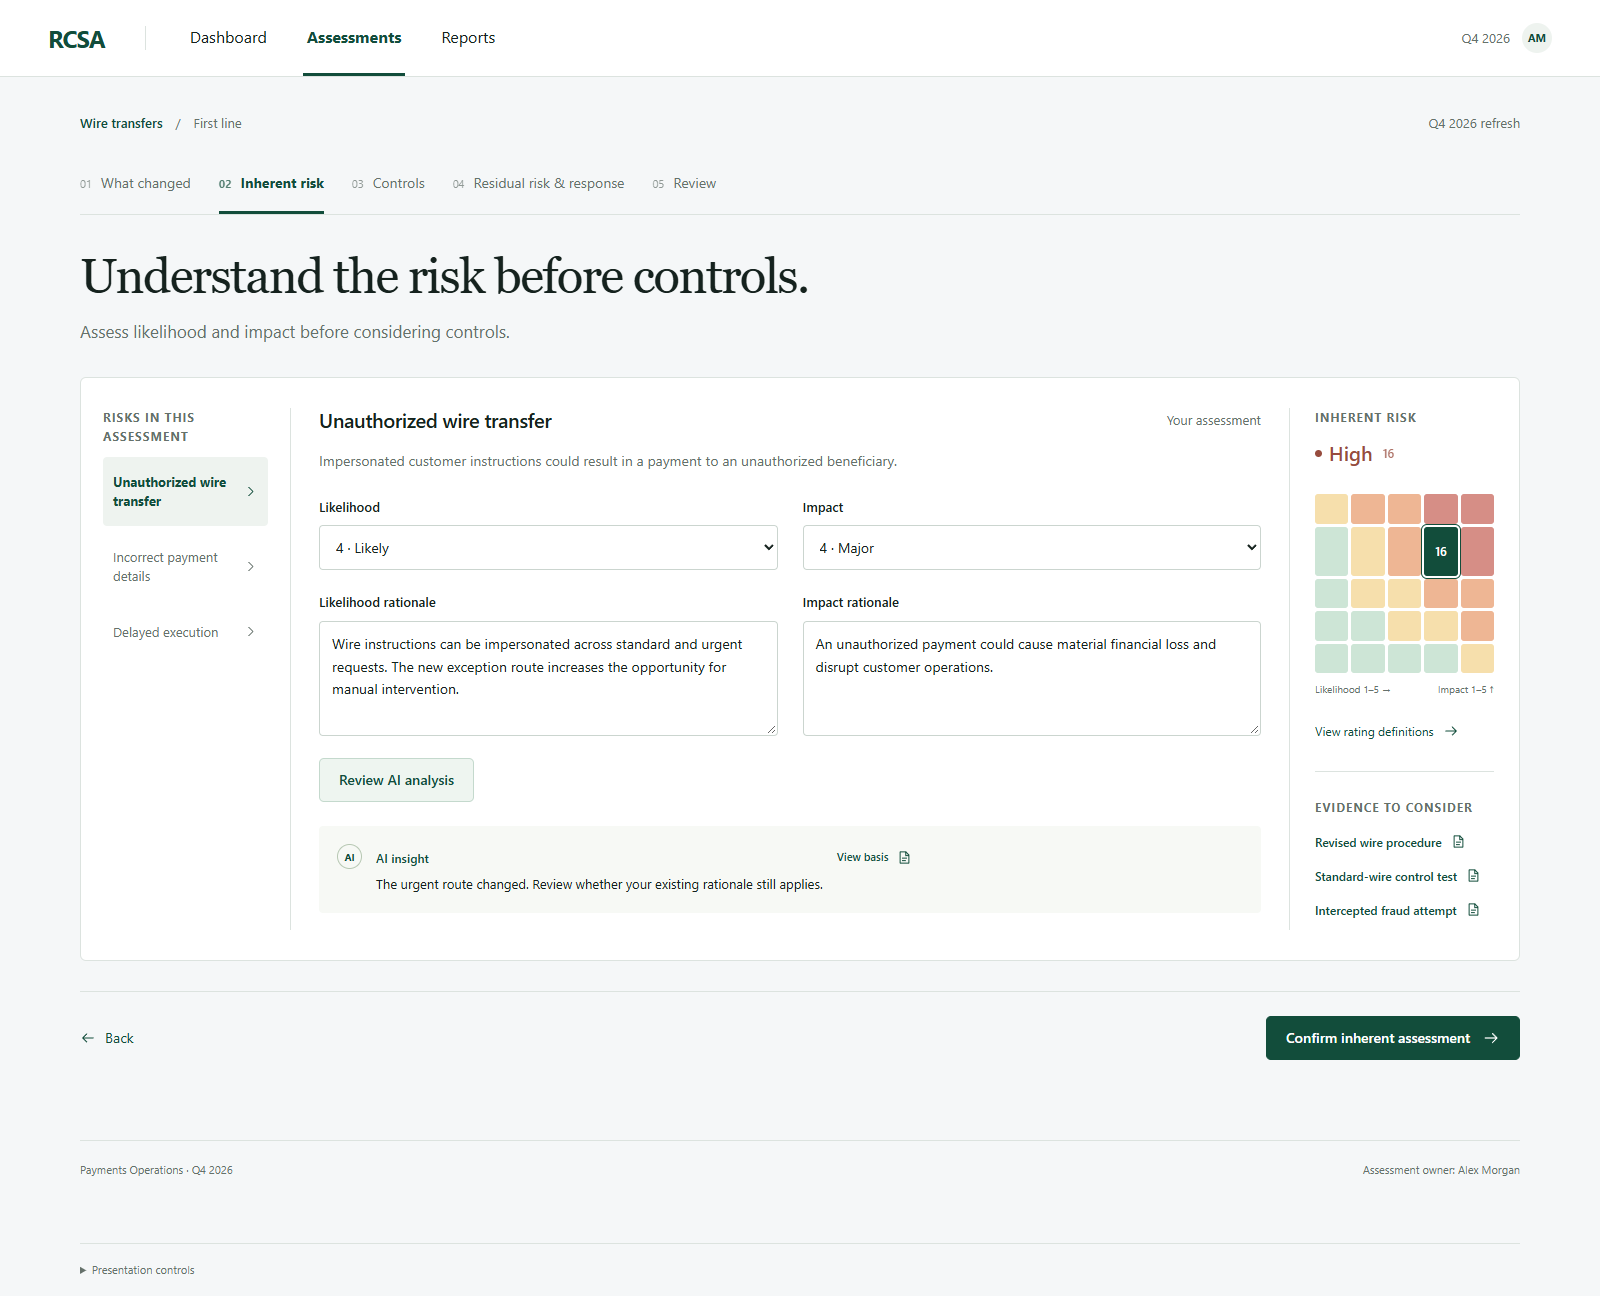 RCSA
Dashboard
Assessments
Reports
Q4 2026
AM
Wire transfers / First line
Q4 2026 refresh
01 What changed
02 Inherent risk
03 Controls
04 Residual risk & response
05 Review
Understand the risk before controls.
Assess likelihood and impact before considering controls.
RISKS IN THIS
ASSESSMENT
Unauthorized wire
transfer
Incorrect payment
details
Delayed execution
Unauthorized wire transfer
Your assessment
Impersonated customer instructions could result in a payment to an unauthorized beneficiary.
Likelihood
4 · Likely
Impact
4 · Major
Likelihood rationale
Wire instructions can be impersonated across standard and urgent
requests. The new exception route increases the opportunity for
manual intervention.
Impact rationale
An unauthorized payment could cause material financial loss and
disrupt customer operations.
Review AI analysis
AI
AI insight
View basis
The urgent route changed. Review whether your existing rationale still applies.
INHERENT RISK
• High 16
16
Likelihood 1–5 →
Impact 1–5 ↑
View rating definitions →
EVIDENCE TO CONSIDER
Revised wire procedure
Standard-wire control test
Intercepted fraud attempt
← Back
Confirm inherent assessment →
Payments Operations · Q4 2026
Assessment owner: Alex Morgan
▶ Presentation controls